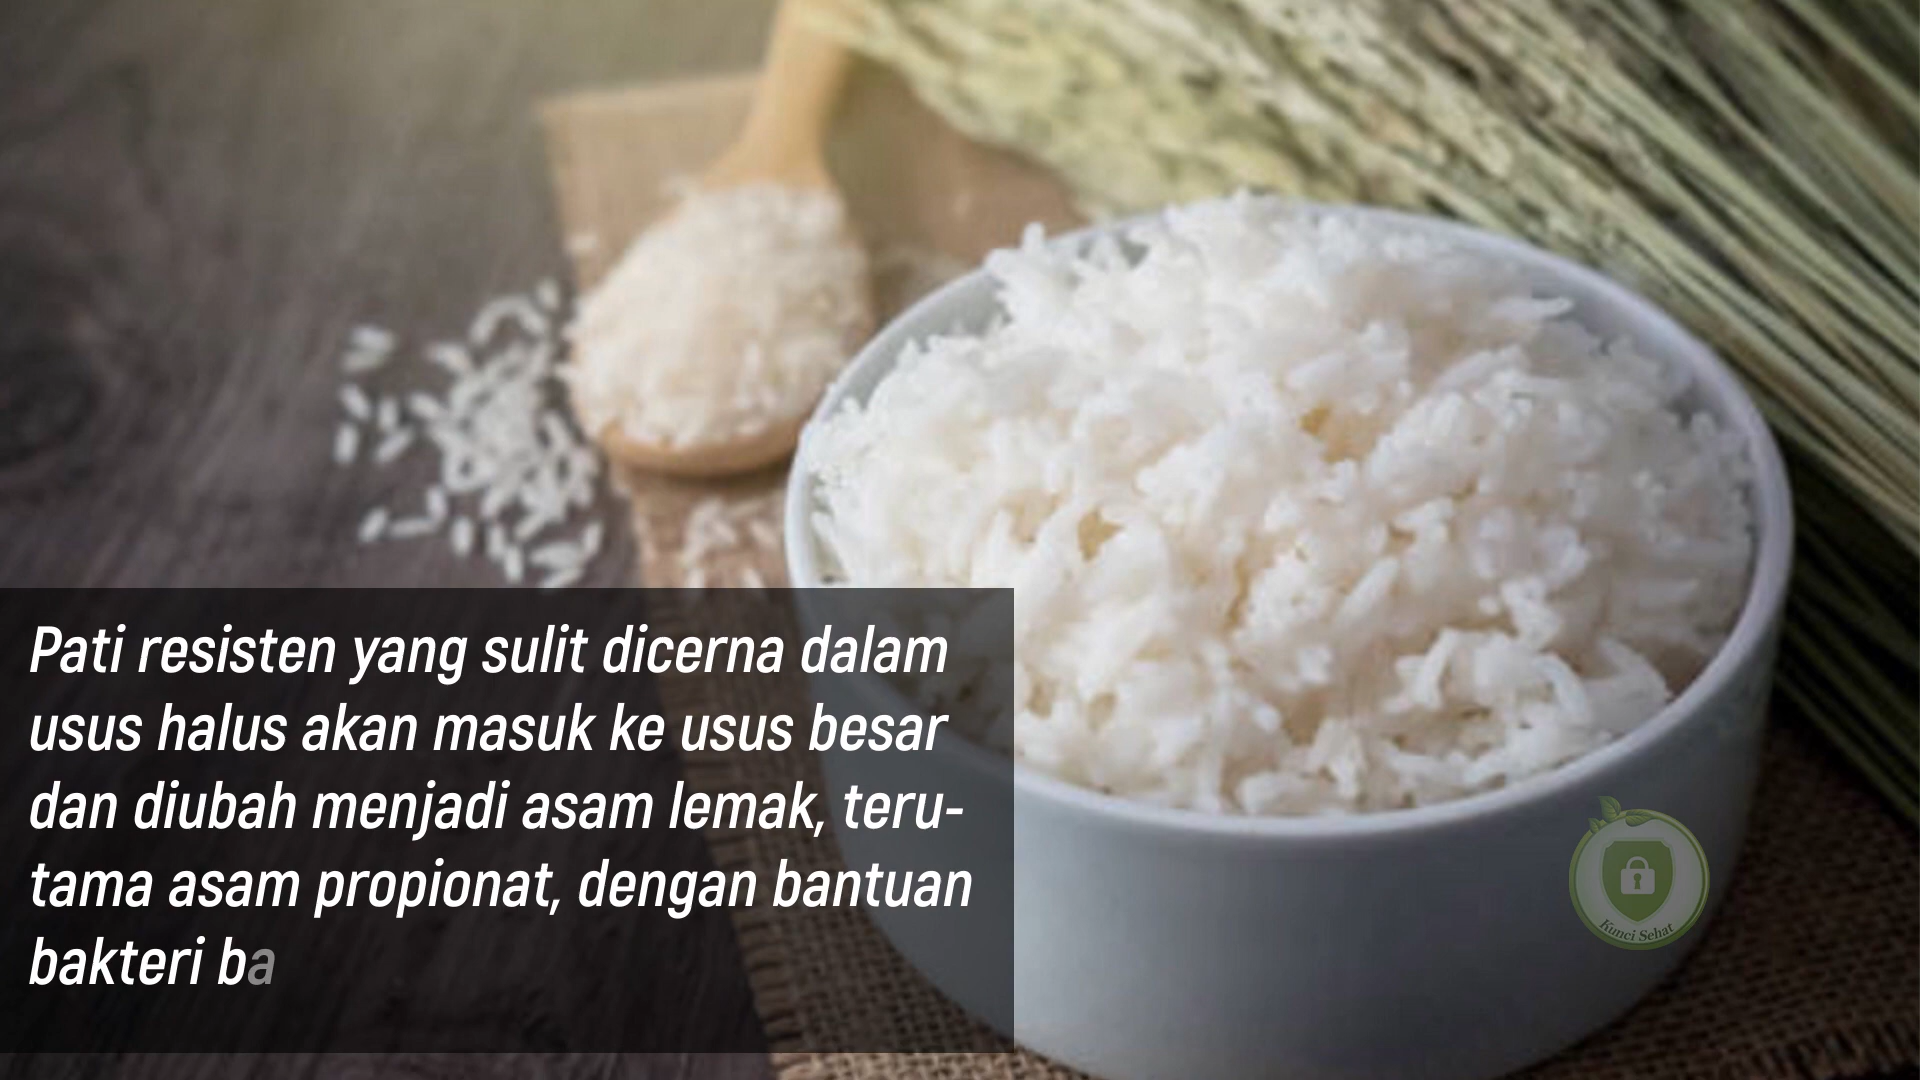 Pati resisten yang sulit dicerna dalam
usus halus akan masuk ke usus besar
dan diubah menjadi asam lemak, teru-
tama asam propionat, dengan bantuan
bakteri ba
Kunci Sehat